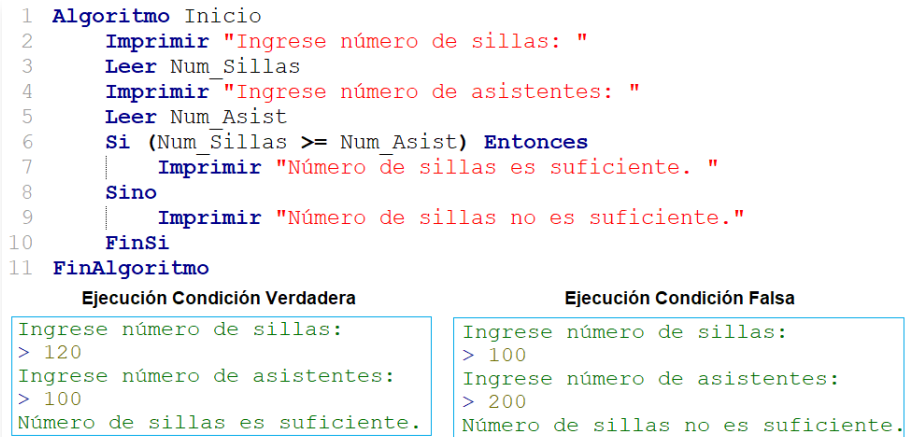 1 Algoritmo Inicio
2 Imprimir "Ingrese número de sillas: "
3 Leer Num_Sillas
4 Imprimir "Ingrese número de asistentes: "
5 Leer Num_Asist
6 Si (Num_Sillas >= Num_Asist) Entonces
7 Imprimir "Número de sillas es suficiente. "
8 Sino
9 Imprimir "Número de sillas no es suficiente."
10 FinSi
11 FinAlgoritmo
Ejecución Condición Verdadera
Ingrese número de sillas:
> 120
Ingrese número de asistentes:
> 100
Número de sillas es suficiente.
Ejecución Condición Falsa
Ingrese número de sillas:
> 100
Ingrese número de asistentes:
> 200
Número de sillas no es suficiente.